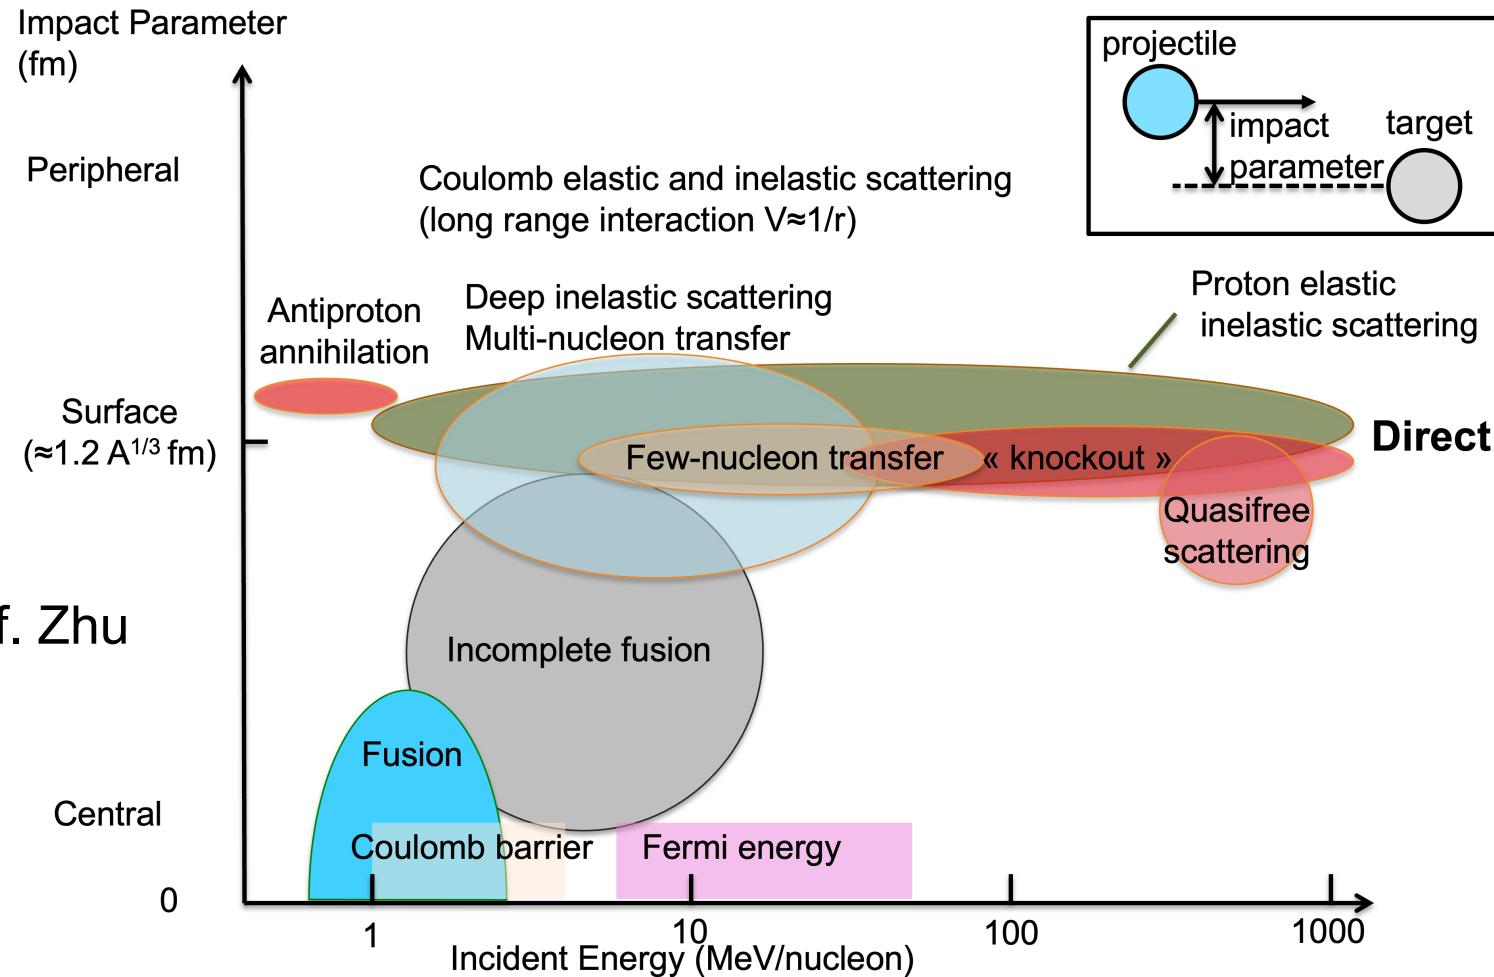 Impact Parameter
(fm)
projectile
impact
parameter
target
Peripheral
Coulomb elastic and inelastic scattering
(long range interaction V≈1/r)
Antiproton
annihilation
Deep inelastic scattering
Multi-nucleon transfer
Proton elastic
inelastic scattering
Surface
(≈1.2 A1/3 fm)
Direct
Few-nucleon transfer
« knockout »
Quasifree
scattering
f. Zhu
Incomplete fusion
Fusion
Central
Coulomb barrier
Fermi energy
0
1
10
100
1000
Incident Energy (MeV/nucleon)